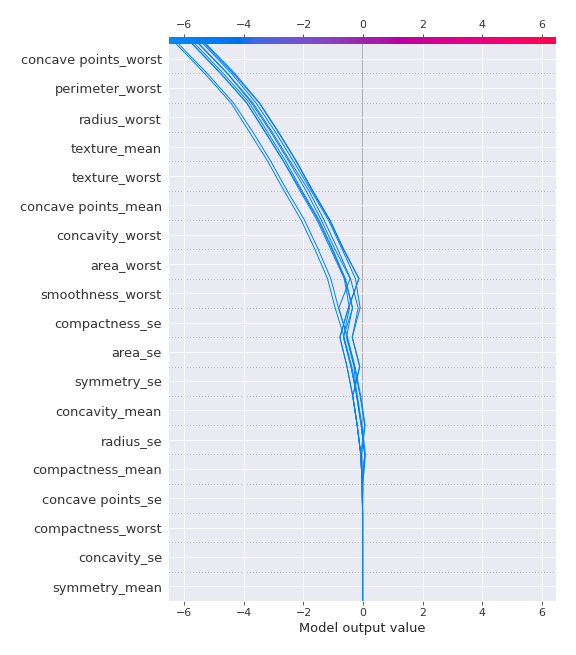 −6 −4 −2 0 2 4 6
concave points_worst
perimeter_worst
radius_worst
texture_mean
texture_worst
concave points_mean
concavity_worst
area_worst
smoothness_worst
compactness_se
area_se
symmetry_se
concavity_mean
radius_se
compactness_mean
concave points_se
compactness_worst
concavity_se
symmetry_mean
−6 −4 −2 0 2 4 6
Model output value